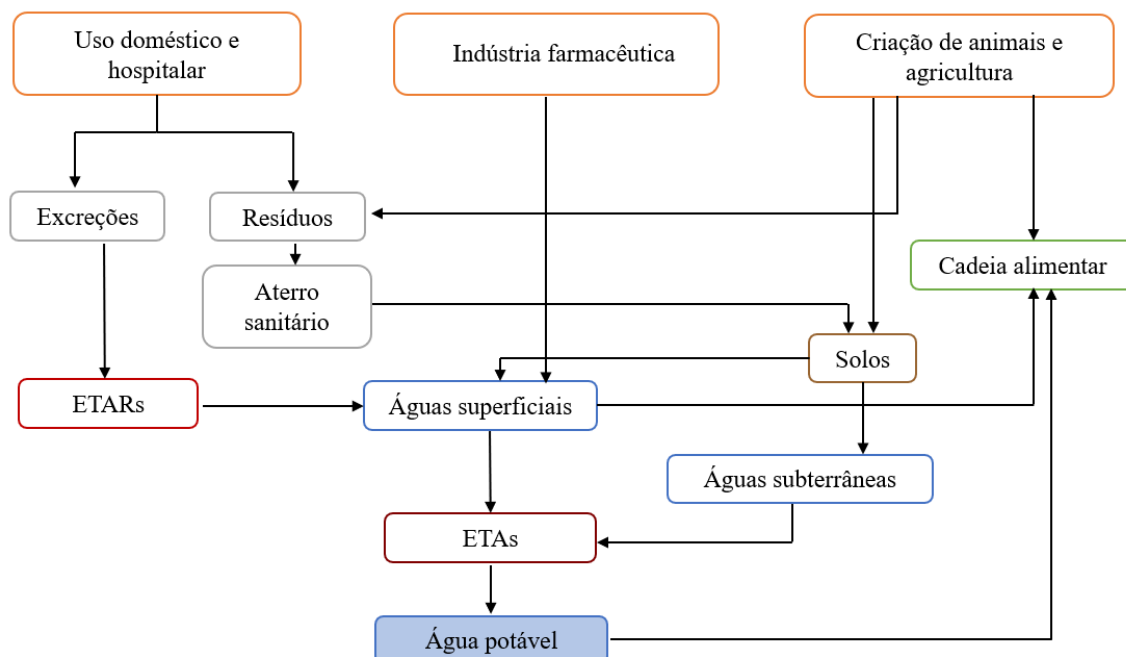 Uso doméstico e
hospitalar
Indústria farmacêutica
Criação de animais e
agricultura
Excreções
Resíduos
Cadeia alimentar
Aterro
sanitário
Solos
ETARs
Águas superficiais
Águas subterrâneas
ETAs
Água potável